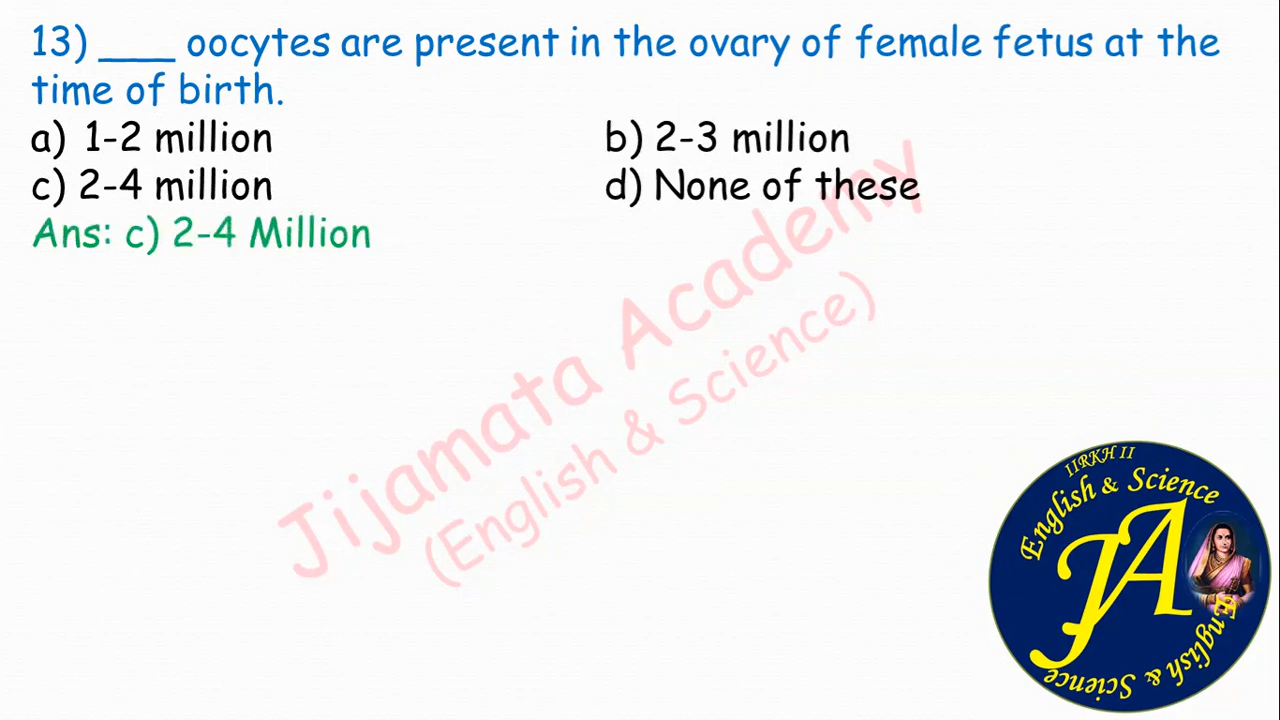 13) ___ oocytes are present in the ovary of female fetus at the
time of birth.
a) 1-2 million b) 2-3 million
c) 2-4 million d) None of these
Ans: c) 2-4 Million
Jijamata Academy
(English & Science)
IIRKH II
English & Science
JA
English & Science